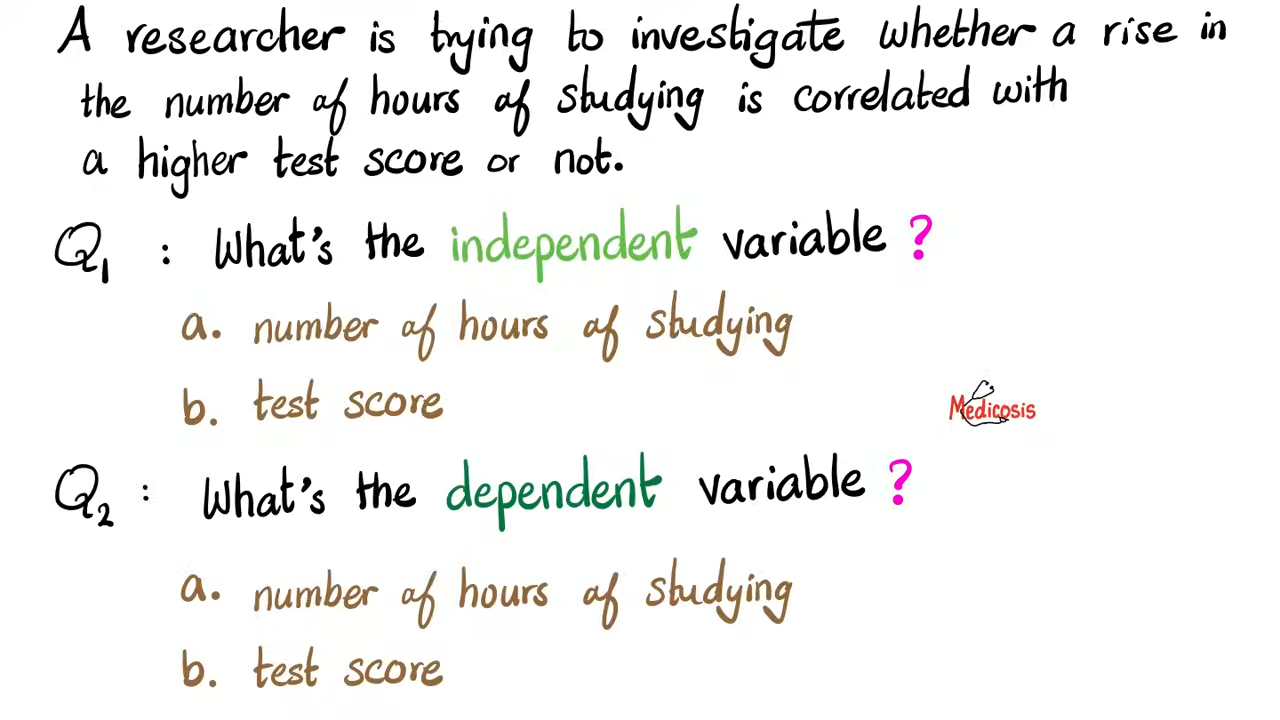 A researcher is trying to investigate whether a rise in
the number of hours of studying is correlated with
a higher test score or not.
Q1 : What's the independent variable ?
a. number of hours of studying
b. test score
Medicosis
Q2 : What's the dependent variable ?
a. number of hours of studying
b. test score